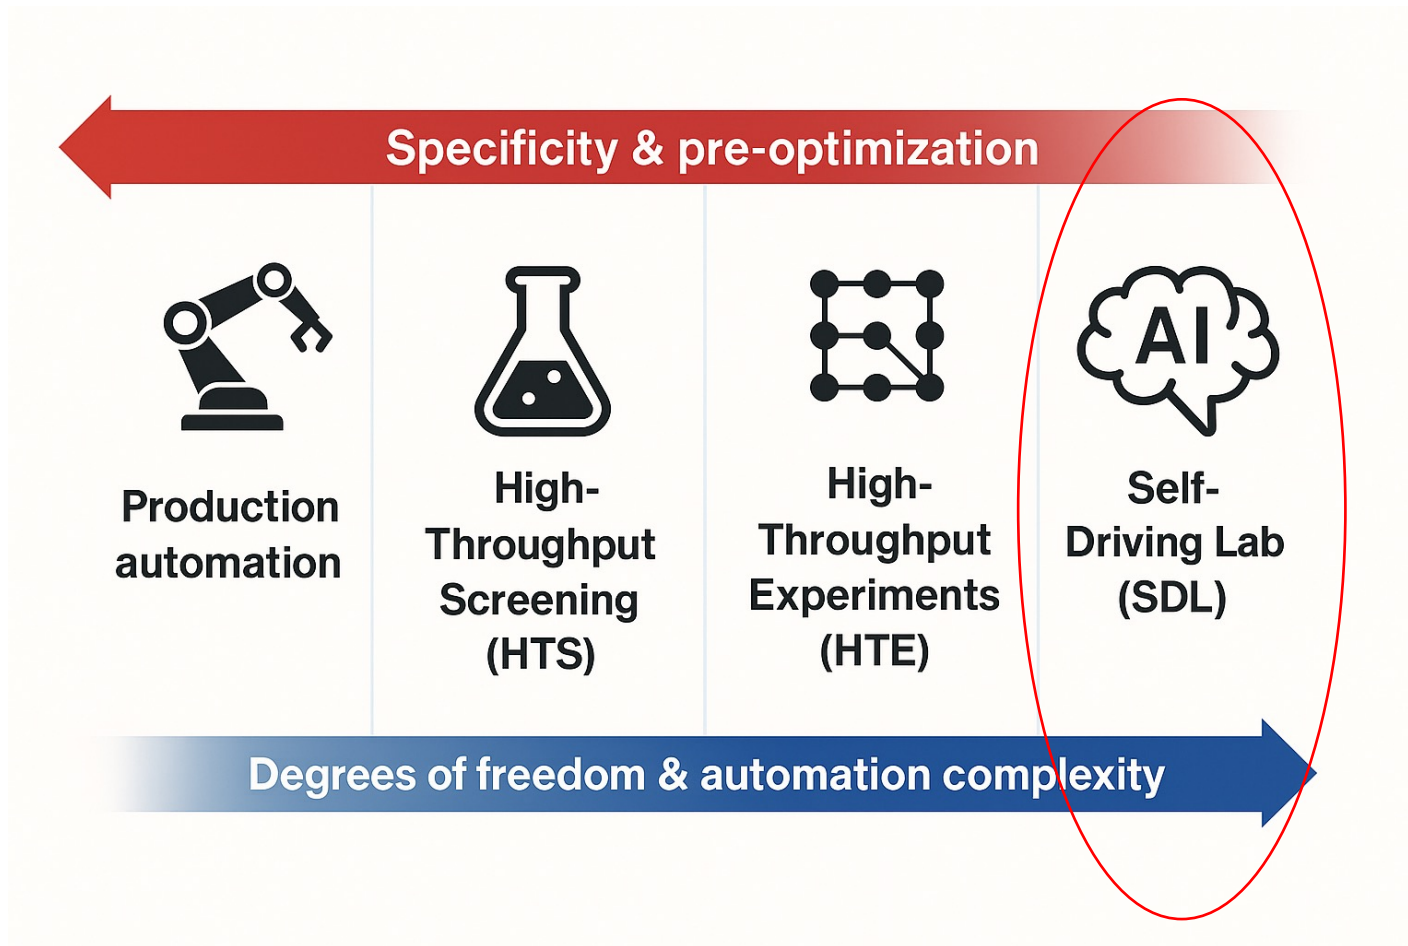 Specificity & pre-optimization
Production
automation
High-
Throughput
Screening
(HTS)
High-
Throughput
Experiments
(HTE)
AI
Self-
Driving Lab
(SDL)
Degrees of freedom & automation complexity